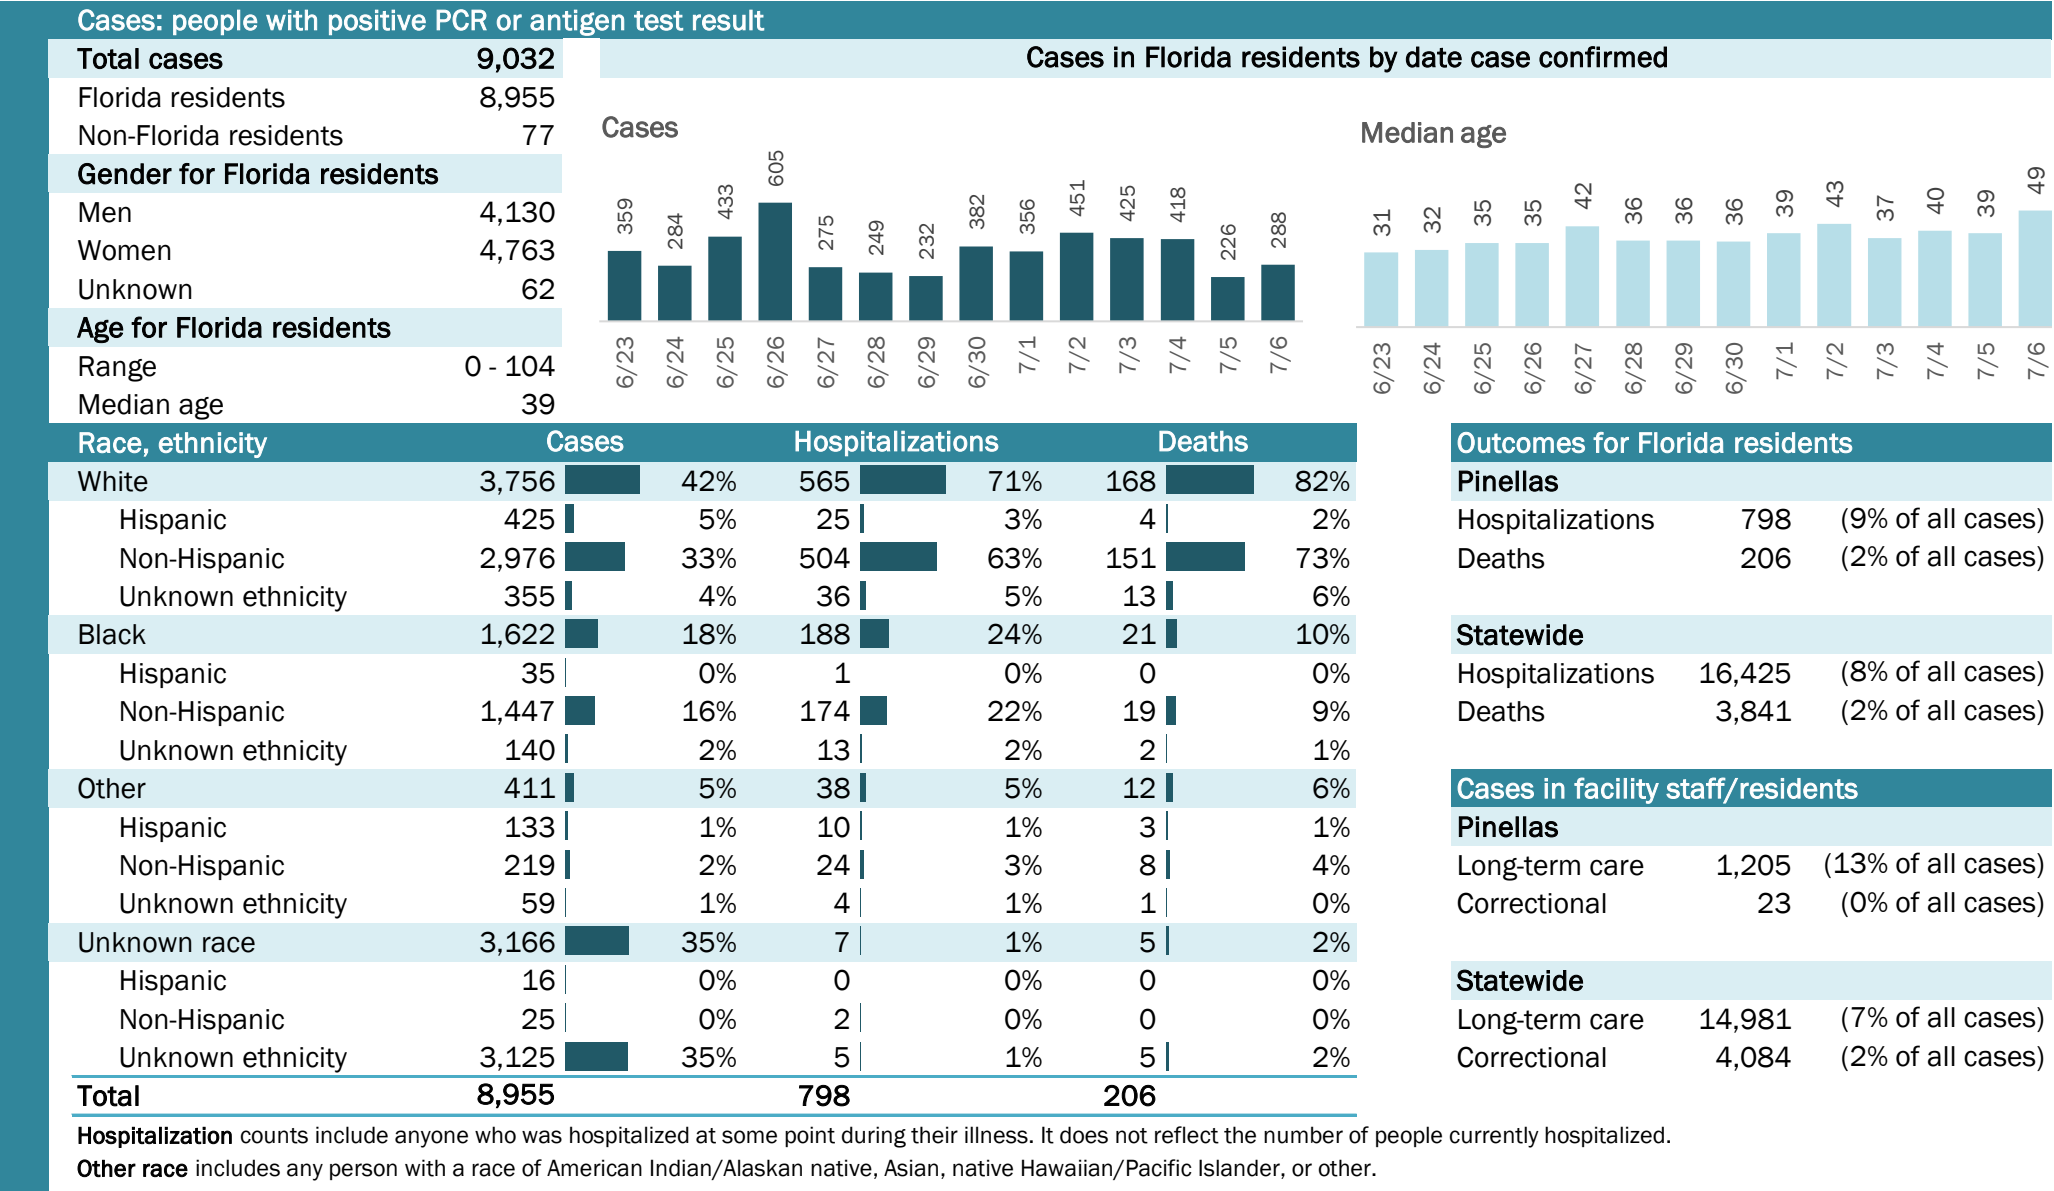 Cases: people with positive PCR or antigen test result
Total cases 9,032
Florida residents 8,955
Non-Florida residents 77
Gender for Florida residents
Men 4,130
Women 4,763
Unknown 62
Age for Florida residents
Range 0 - 104
Median age 39
Cases in Florida residents by date case confirmed
Cases
359 284 433 605 275 249 232 382 356 451 425 418 226 288
6/23 6/24 6/25 6/26 6/27 6/28 6/29 6/30 7/1 7/2 7/3 7/4 7/5 7/6
Median age
31 32 35 35 42 36 36 36 39 43 37 40 39 49
6/23 6/24 6/25 6/26 6/27 6/28 6/29 6/30 7/1 7/2 7/3 7/4 7/5 7/6
Race, ethnicity Cases Hospitalizations Deaths
White 3,756 42% 565 71% 168 82%
Hispanic 425 5% 25 3% 4 2%
Non-Hispanic 2,976 33% 504 63% 151 73%
Unknown ethnicity 355 4% 36 5% 13 6%
Black 1,622 18% 188 24% 21 10%
Hispanic 35 0% 1 0% 0 0%
Non-Hispanic 1,447 16% 174 22% 19 9%
Unknown ethnicity 140 2% 13 2% 2 1%
Other 411 5% 38 5% 12 6%
Hispanic 133 1% 10 1% 3 1%
Non-Hispanic 219 2% 24 3% 8 4%
Unknown ethnicity 59 1% 4 1% 1 0%
Unknown race 3,166 35% 7 1% 5 2%
Hispanic 16 0% 0 0% 0 0%
Non-Hispanic 25 0% 2 0% 0 0%
Unknown ethnicity 3,125 35% 5 1% 5 2%
Total 8,955 798 206
Outcomes for Florida residents
Pinellas
Hospitalizations 798 (9% of all cases)
Deaths 206 (2% of all cases)
Statewide
Hospitalizations 16,425 (8% of all cases)
Deaths 3,841 (2% of all cases)
Cases in facility staff/residents
Pinellas
Long-term care 1,205 (13% of all cases)
Correctional 23 (0% of all cases)
Statewide
Long-term care 14,981 (7% of all cases)
Correctional 4,084 (2% of all cases)
Hospitalization counts include anyone who was hospitalized at some point during their illness. It does not reflect the number of people currently hospitalized.
Other race includes any person with a race of American Indian/Alaskan native, Asian, native Hawaiian/Pacific Islander, or other.